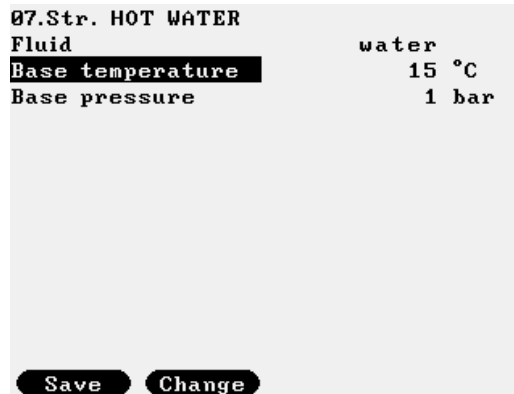 07.Str. HOT WATER
Fluid water
Base temperature 15 °C
Base pressure 1 bar
Save Change